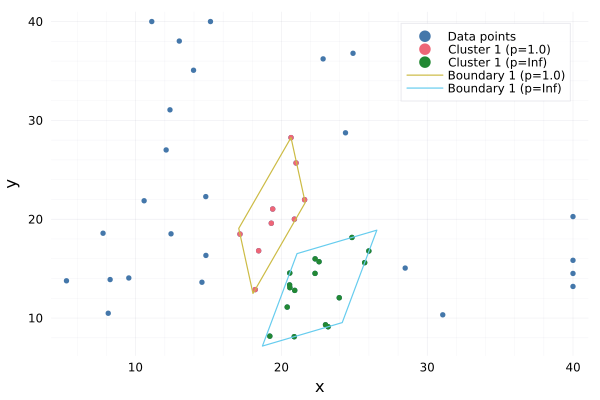 40
30
20
10
y
10
20
30
40
x
Data points
Cluster 1 (p=1.0)
Cluster 1 (p=Inf)
Boundary 1 (p=1.0)
Boundary 1 (p=Inf)